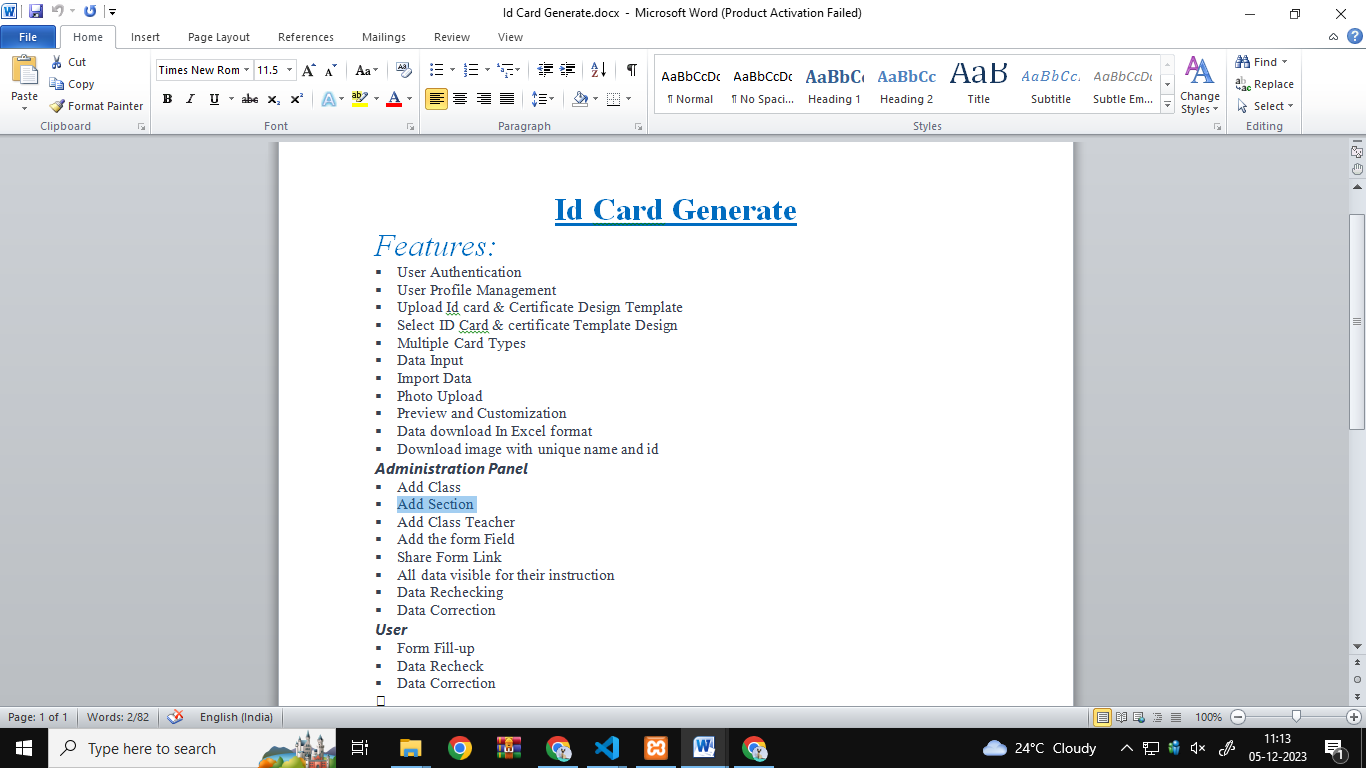 Id Card Generate.docx - Microsoft Word (Product Activation Failed)
File Home Insert Page Layout References Mailings Review View
Paste
Cut
Copy
Format Painter
Clipboard
Times New Rom 11.5
Font
Paragraph
AaBbCcDc AaBbCcDc AaBbCc AaBbCc AaB AaBbCc. AaBbCcDc
¶ Normal ¶ No Spaci... Heading 1 Heading 2 Title Subtitle Subtle Em...
Change
Styles
Styles
Find
Replace
Select
Editing
Id Card Generate
Features:
▪ User Authentication
▪ User Profile Management
▪ Upload Id card & Certificate Design Template
▪ Select ID Card & certificate Template Design
▪ Multiple Card Types
▪ Data Input
▪ Import Data
▪ Photo Upload
▪ Preview and Customization
▪ Data download In Excel format
▪ Download image with unique name and id
Administration Panel
▪ Add Class
▪ Add Section
▪ Add Class Teacher
▪ Add the form Field
▪ Share Form Link
▪ All data visible for their instruction
▪ Data Rechecking
▪ Data Correction
User
▪ Form Fill-up
▪ Data Recheck
▪ Data Correction
Page: 1 of 1 Words: 2/82 English (India) 100%
Type here to search
24°C Cloudy
11:13
05-12-2023
1